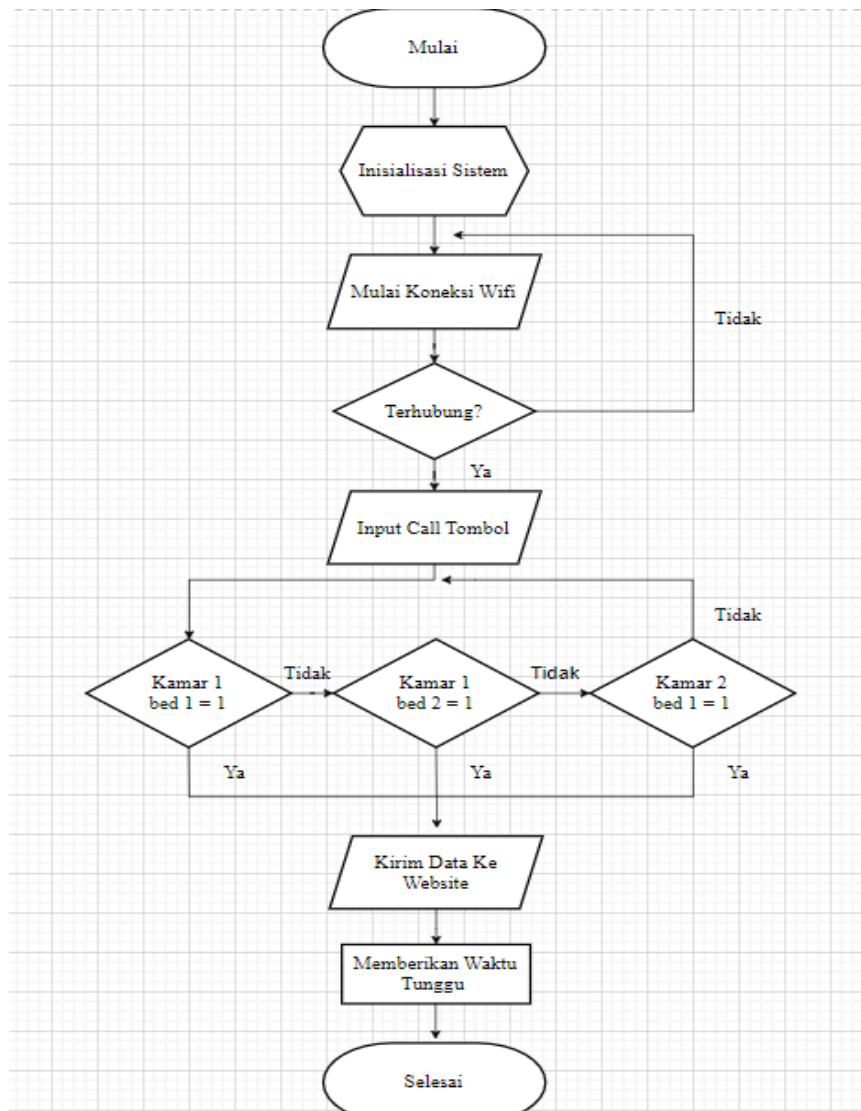 Mulai
Inisialisasi Sistem
Mulai Koneksi Wifi
Tidak
Terhubung?
Ya
Input Call Tombol
Tidak
Kamar 1
bed 1 = 1
Tidak
Kamar 1
bed 2 = 1
Tidak
Kamar 2
bed 1 = 1
Ya
Ya
Ya
Kirim Data Ke
Website
Memberikan Waktu
Tunggu
Selesai